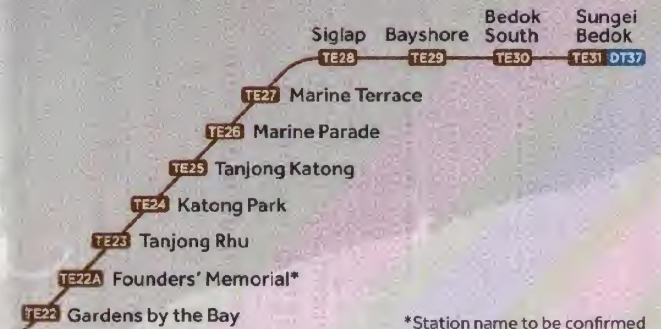 Bedok Sungei
Siglap Bayshore South Bedok
TE28 TE29 TE30 TE31 DT37
TE27 Marine Terrace
TE26 Marine Parade
TE25 Tanjong Katong
TE24 Katong Park
TE23 Tanjong Rhu
TE22A Founders' Memorial*
TE22 Gardens by the Bay
*Station name to be confirmed